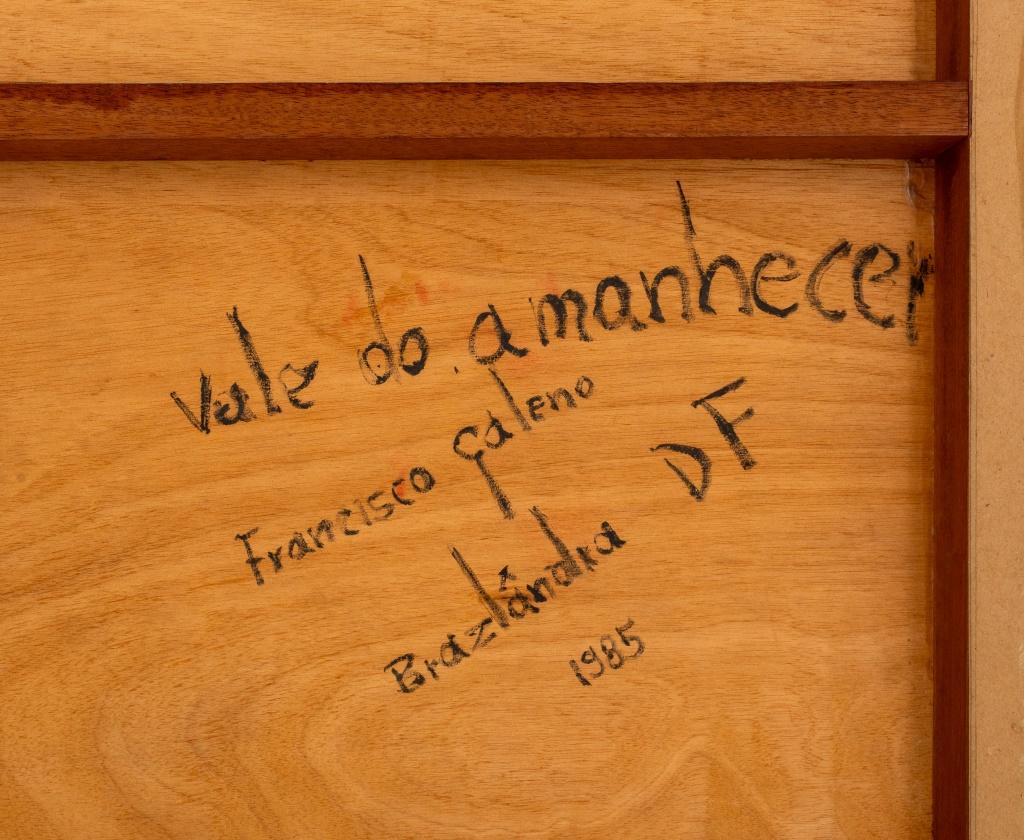 Vale do amanhecer
Francisco galeno
Brazlândia DF
1985